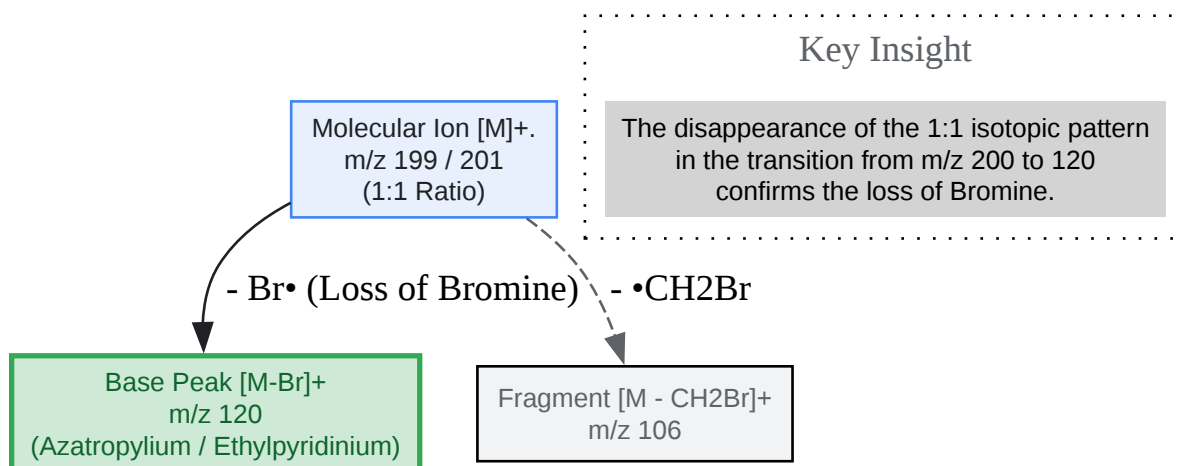 Key Insight
Molecular Ion [M]+.
m/z 199 / 201
(1:1 Ratio)
The disappearance of the 1:1 isotopic pattern
in the transition from m/z 200 to 120
confirms the loss of Bromine.
- Br• (Loss of Bromine)
- •CH2Br
Base Peak [M-Br]+
m/z 120
(Azatropylium / Ethylpyridinium)
Fragment [M - CH2Br]+
m/z 106